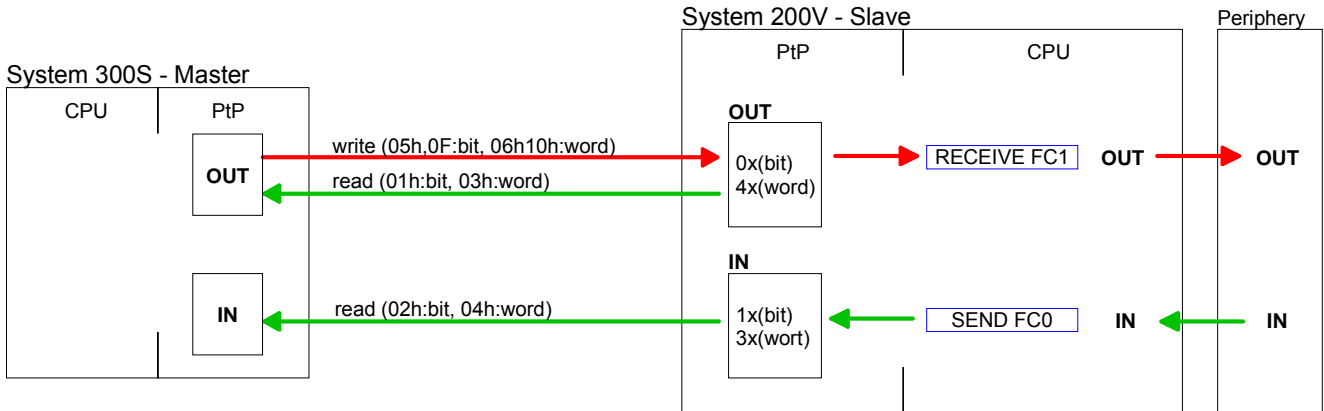 System 200V - Slave
Periphery
PtP
CPU
System 300S - Master
CPU
PtP
OUT
write (05h,0F:bit, 06h10h:word)
OUT
read (01h:bit, 03h:word)
0x(bit)
4x(word)
RECEIVE FC1
OUT
OUT
IN
IN
read (02h:bit, 04h:word)
1x(bit)
3x(wort)
SEND FC0
IN
IN